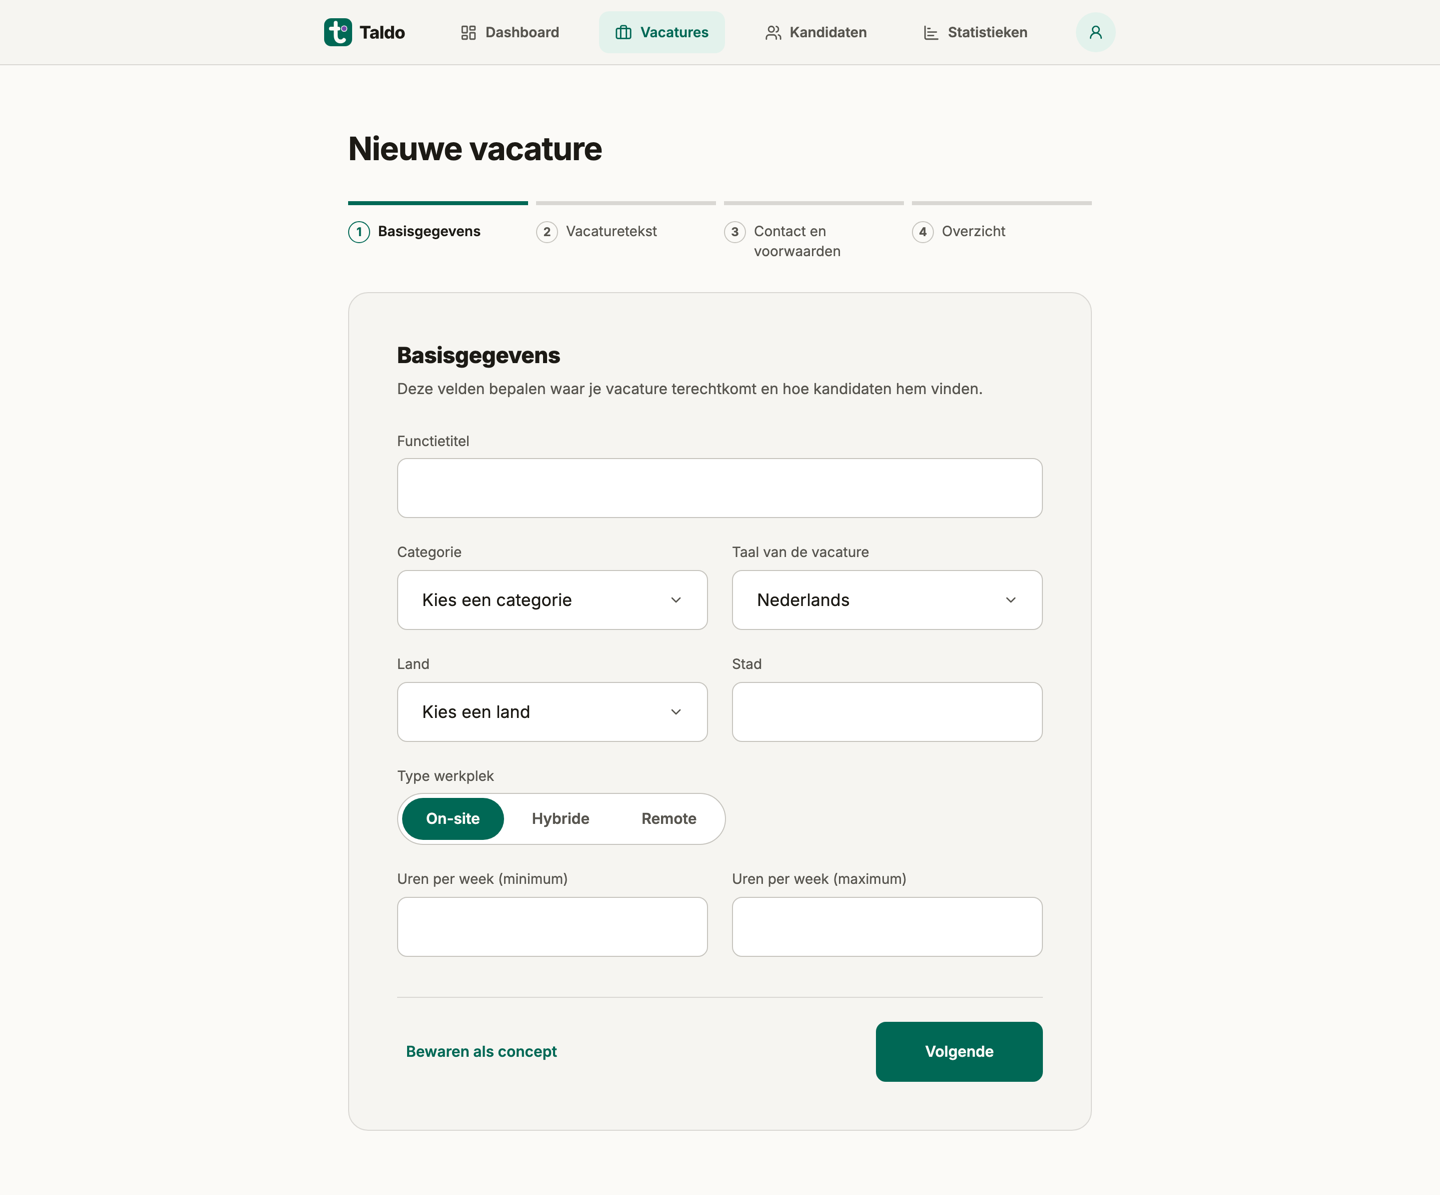 Taldo
Dashboard
Vacatures
Kandidaten
Statistieken
Nieuwe vacature
1 Basisgegevens
2 Vacaturetekst
3 Contact en
voorwaarden
4 Overzicht
Basisgegevens
Deze velden bepalen waar je vacature terechtkomt en hoe kandidaten hem vinden.
Functietitel
Categorie
Taal van de vacature
Kies een categorie
Nederlands
Land
Stad
Kies een land
Type werkplek
On-site
Hybride
Remote
Uren per week (minimum)
Uren per week (maximum)
Bewaren als concept
Volgende